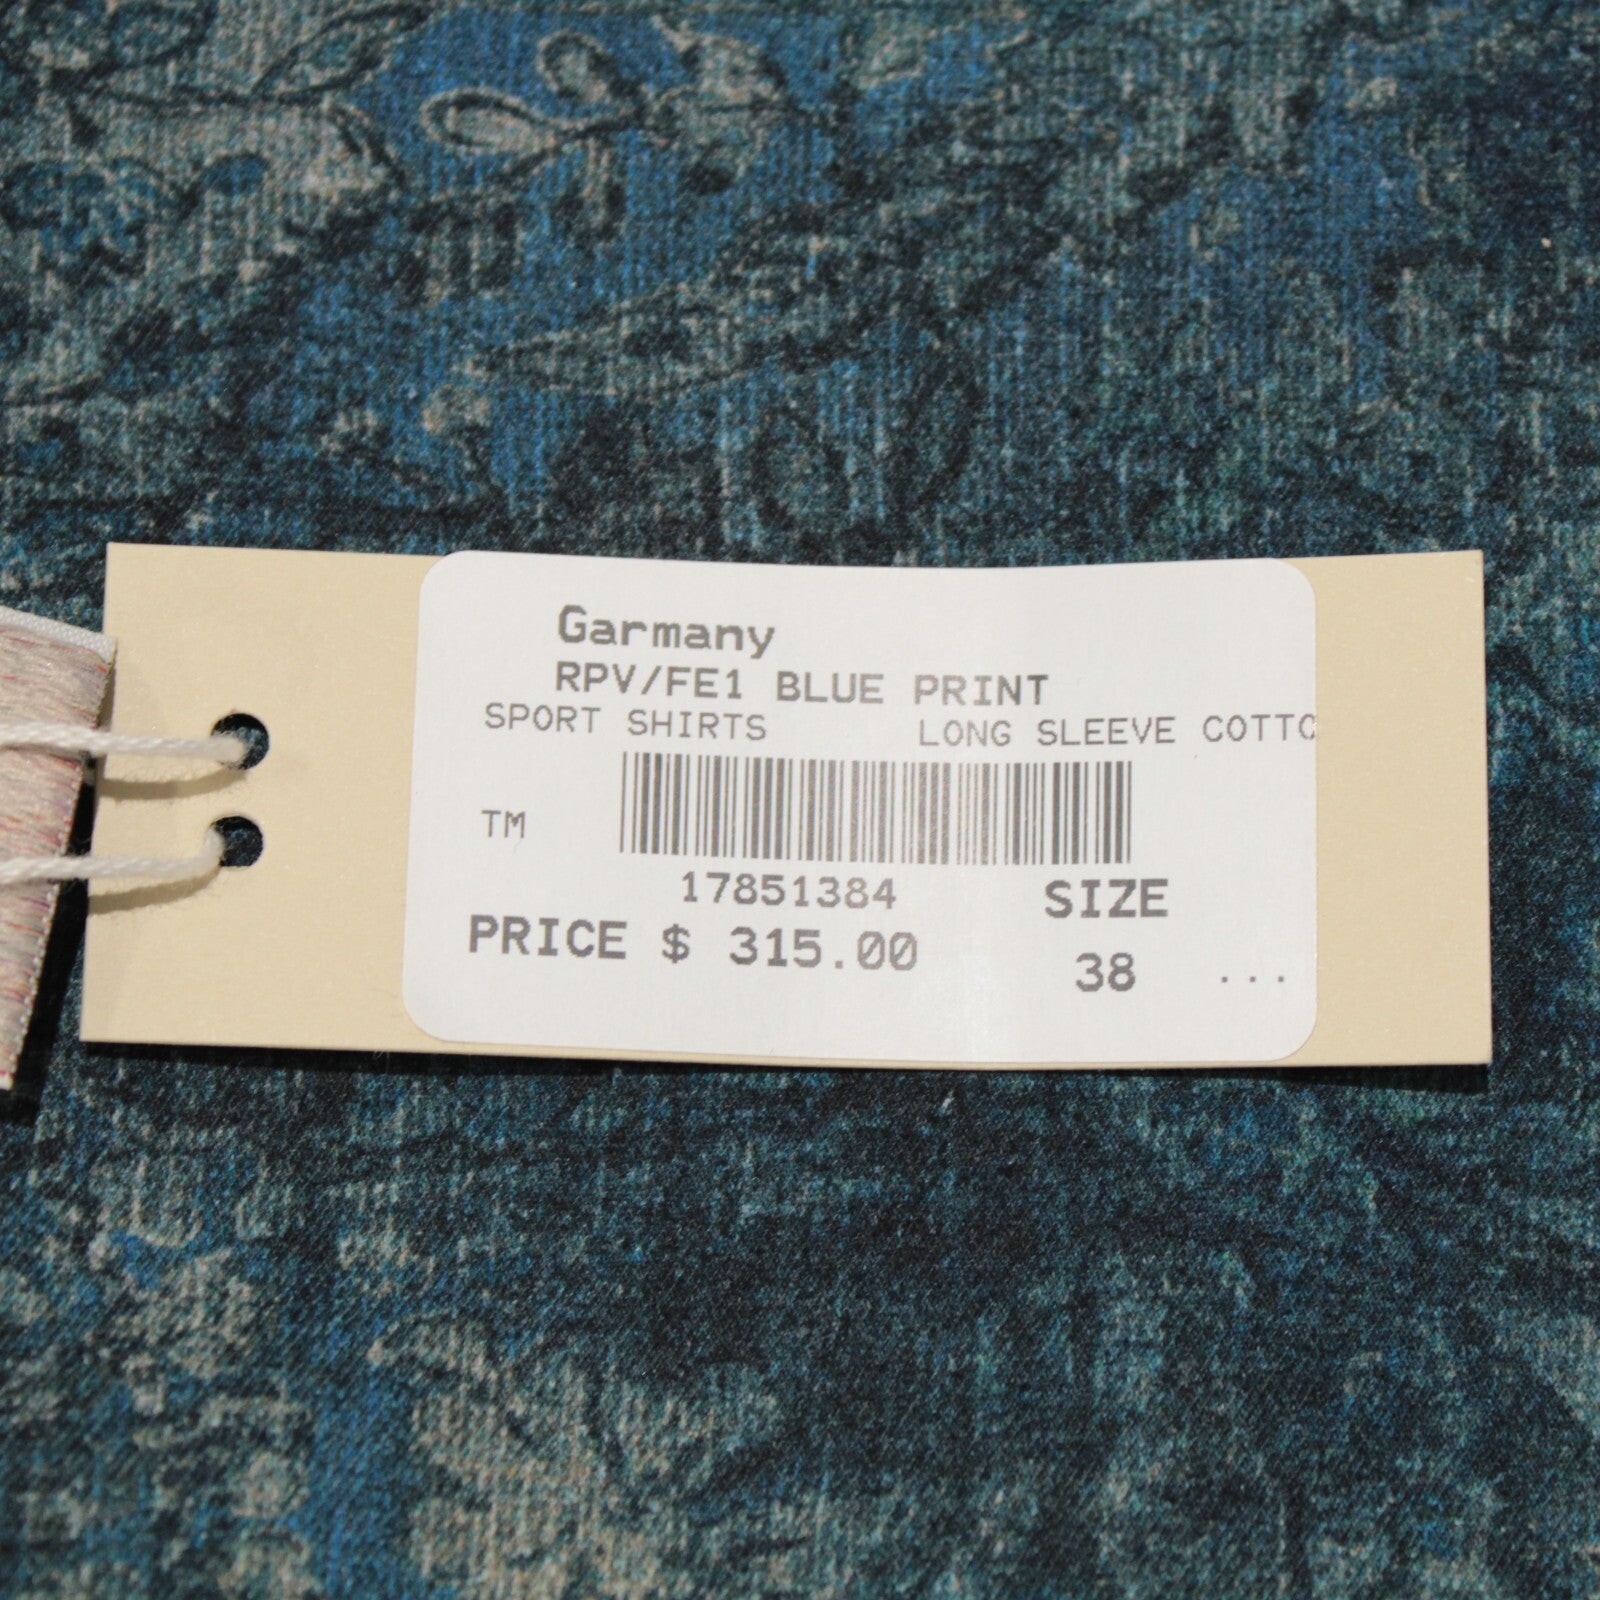 Garmany
RPV/FE1 BLUE PRINT
SPORT SHIRTS LONG SLEEVE COTTO
TM
17851384
SIZE
PRICE $ 315.00
38 ...